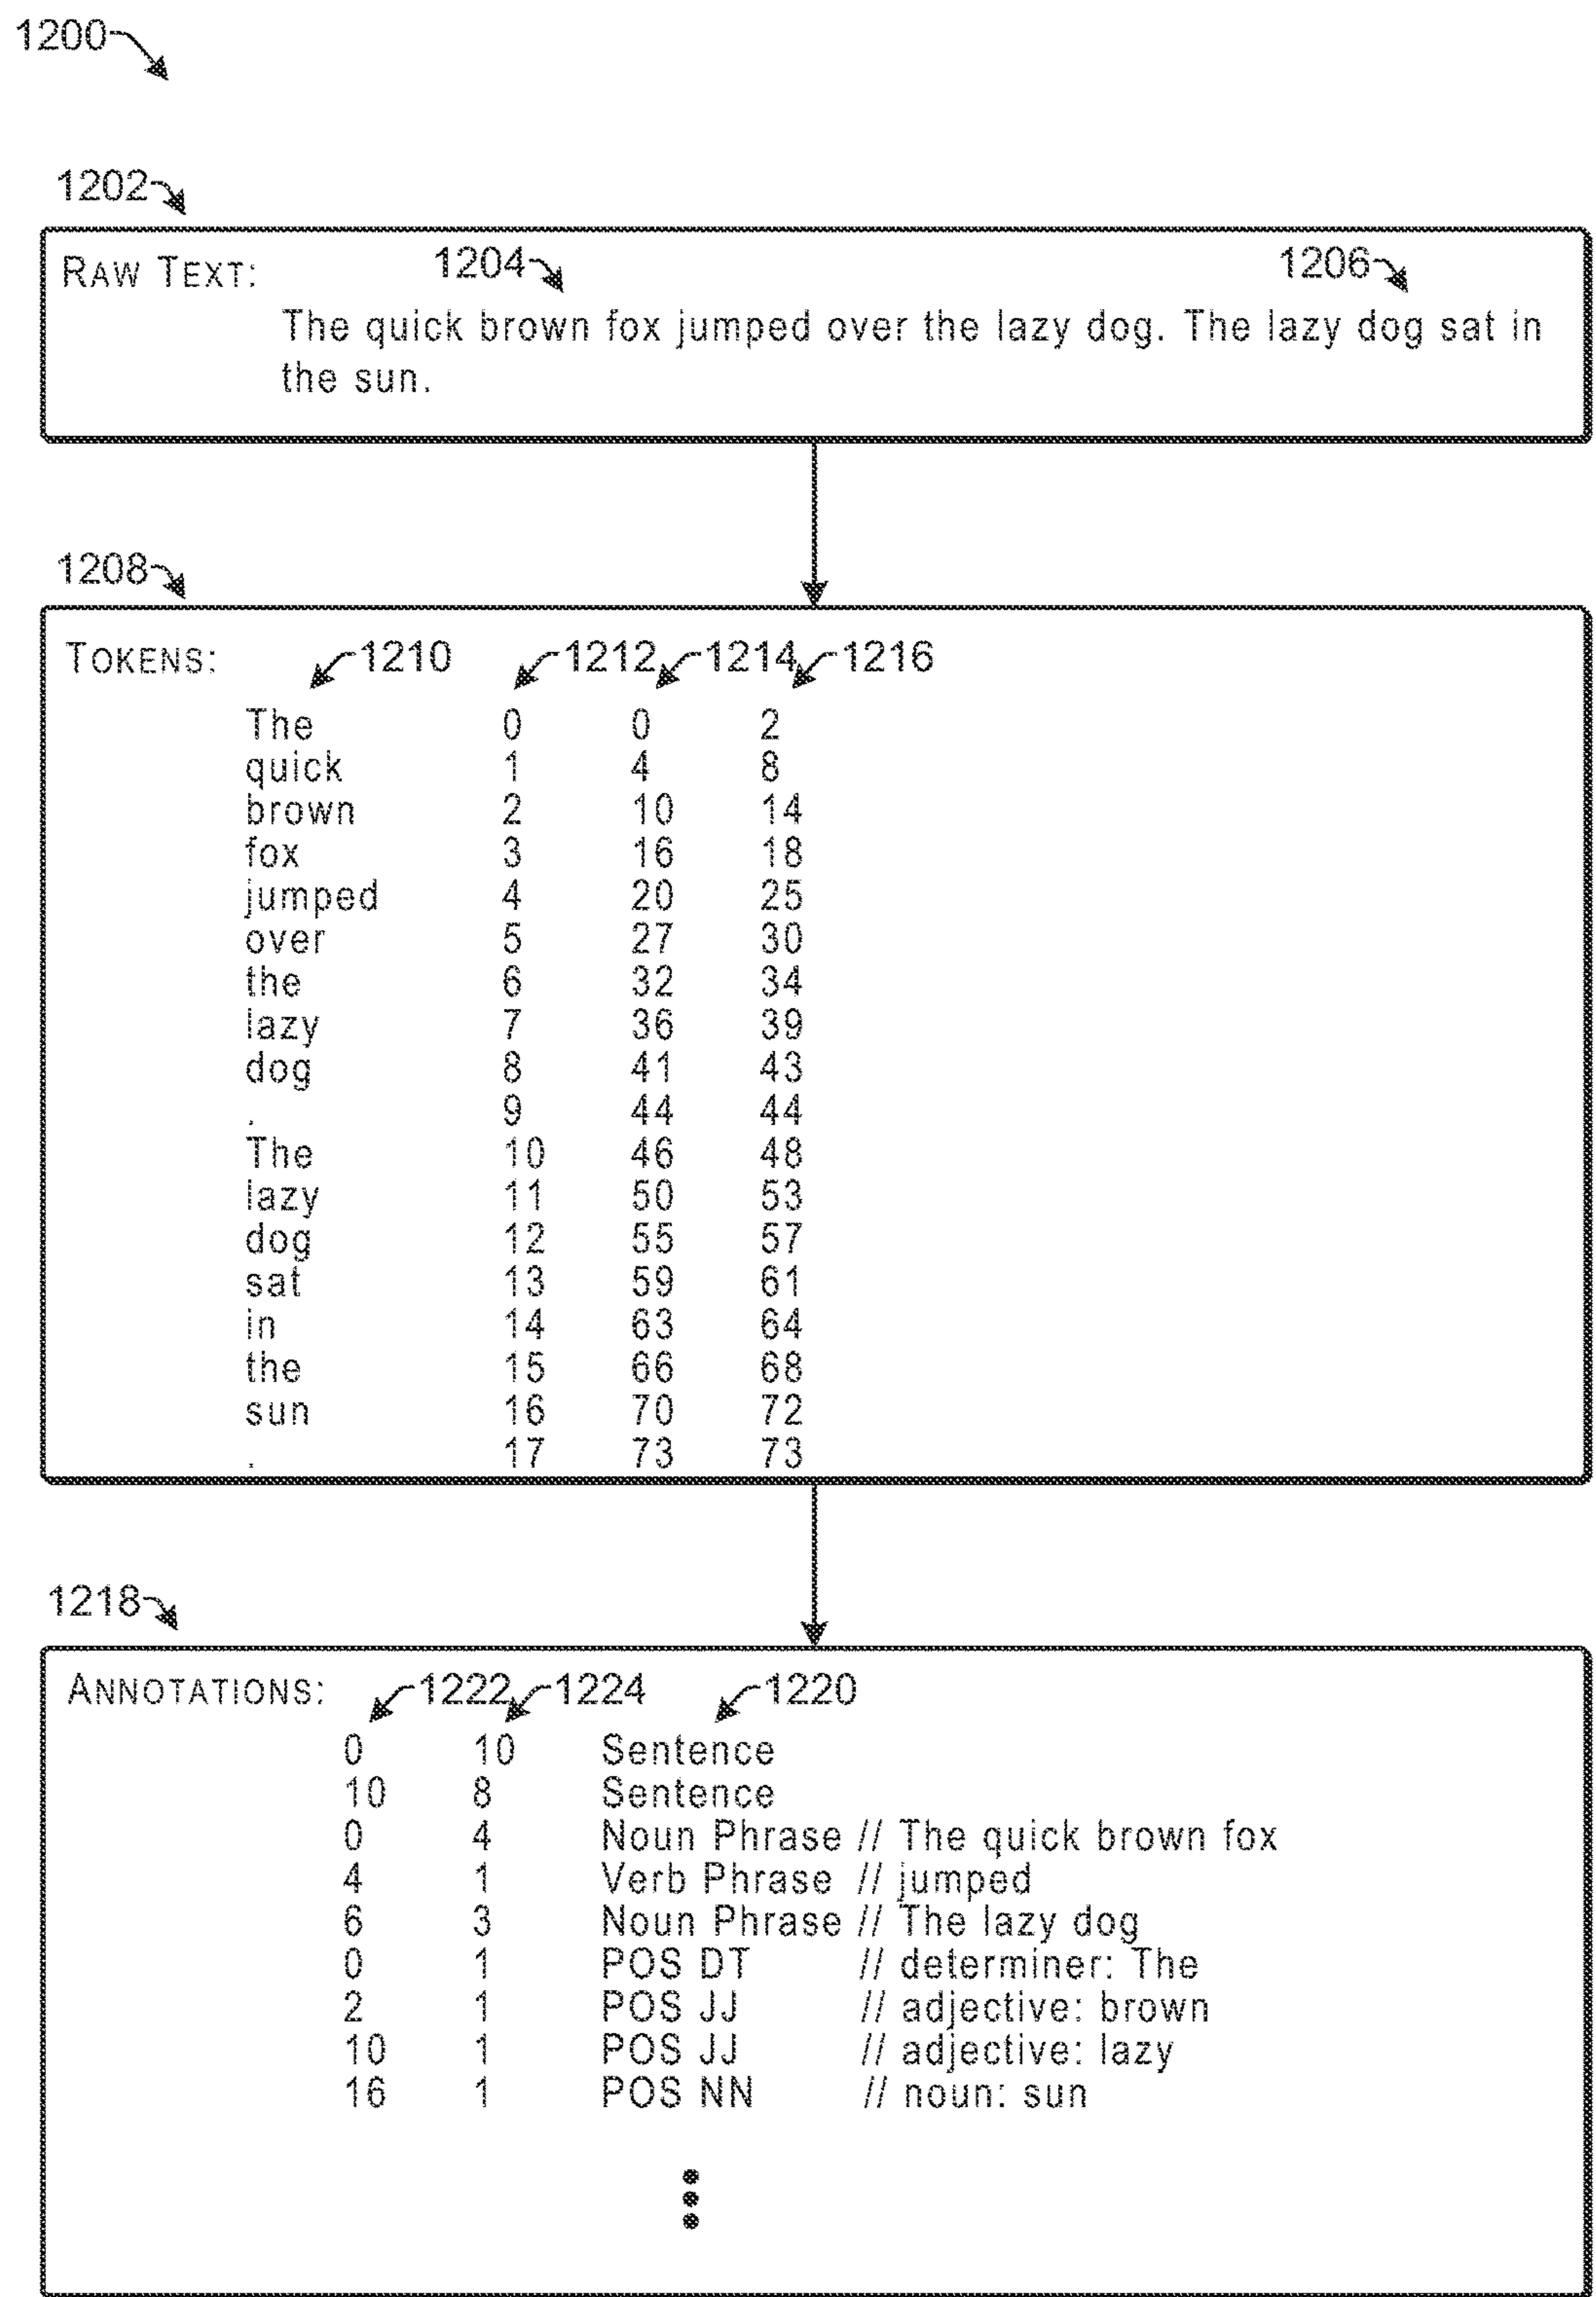 1200
1202
RAW TEXT: 1204 1206
The quick brown fox jumped over the lazy dog. The lazy dog sat in
the sun.
1208
TOKENS: 1210 1212 1214 1216
The 0 0 2
quick 1 4 8
brown 2 10 14
fox 3 16 18
jumped 4 20 25
over 5 27 30
the 6 32 34
lazy 7 36 39
dog 8 41 43
. 9 44 44
The 10 46 48
lazy 11 50 53
dog 12 55 57
sat 13 59 61
in 14 63 64
the 15 66 68
sun 16 70 72
. 17 73 73
1218
ANNOTATIONS: 1222 1224 1220
0 10 Sentence
10 8 Sentence
0 4 Noun Phrase // The quick brown fox
4 1 Verb Phrase // jumped
6 3 Noun Phrase // The lazy dog
0 1 POS DT // determiner: The
2 1 POS JJ // adjective: brown
10 1 POS JJ // adjective: lazy
16 1 POS NN // noun: sun